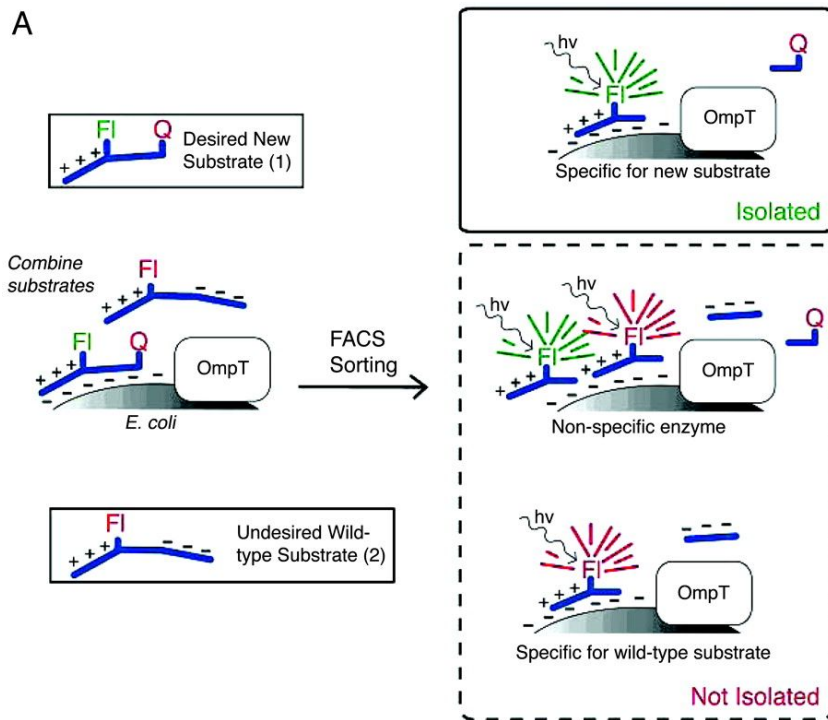 A
Fl
Q
+ + +
Desired New
Substrate (1)
Combine
substrates
Fl
+ + +
- - -
Fl
Q
+ + +
- - - - - -
OmpT
E. coli
FACS
Sorting
Fl
+ + +
- - -
Undesired Wild-
type Substrate (2)
hv
Fl
Q
+ + +
OmpT
Specific for new substrate
Isolated
hv
hv
Fl
Fl
- - -
Q
+ + +
+ + +
OmpT
Non-specific enzyme
hv
Fl
- - -
+ + +
OmpT
Specific for wild-type substrate
Not Isolated